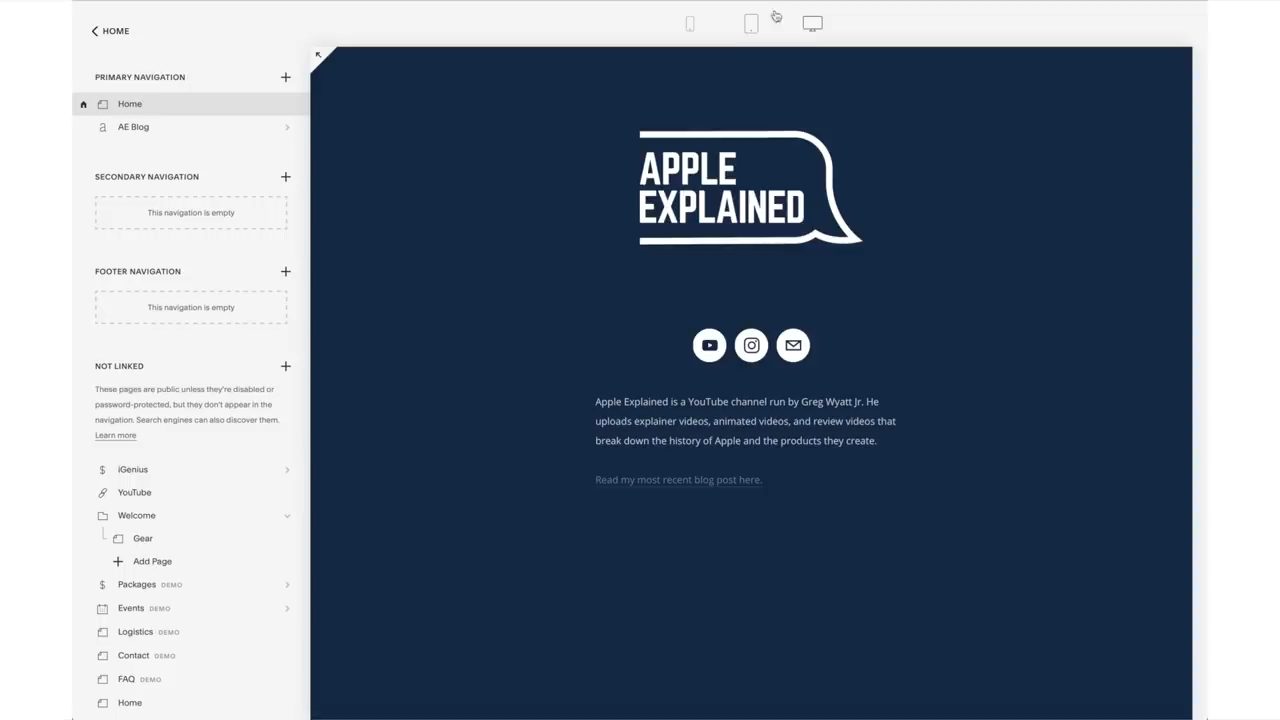 HOME
PRIMARY NAVIGATION
Home
AE Blog
SECONDARY NAVIGATION
This navigation is empty
FOOTER NAVIGATION
This navigation is empty
NOT LINKED
These pages are public unless they're disabled or
password-protected, but they don't appear in the
navigation. Search engines can also discover them.
Learn more
$ iGenius
YouTube
Welcome
Gear
Add Page
$ Packages DEMO
Events DEMO
Logistics DEMO
Contact DEMO
FAQ DEMO
Home
APPLE
EXPLAINED
Apple Explained is a YouTube channel run by Greg Wyatt Jr. He
uploads explainer videos, animated videos, and review videos that
break down the history of Apple and the products they create.
Read my most recent blog post here.